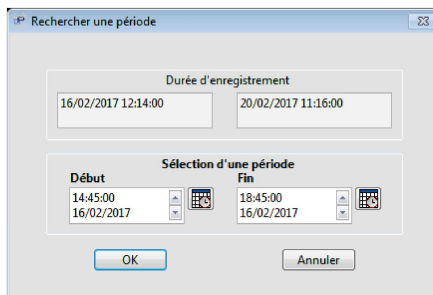 Rechercher une période
Durée d'enregistrement
16/02/2017 12:14:00 20/02/2017 11:16:00
Sélection d'une période
Début Fin
14:45:00 18:45:00
16/02/2017 16/02/2017
OK Annuler